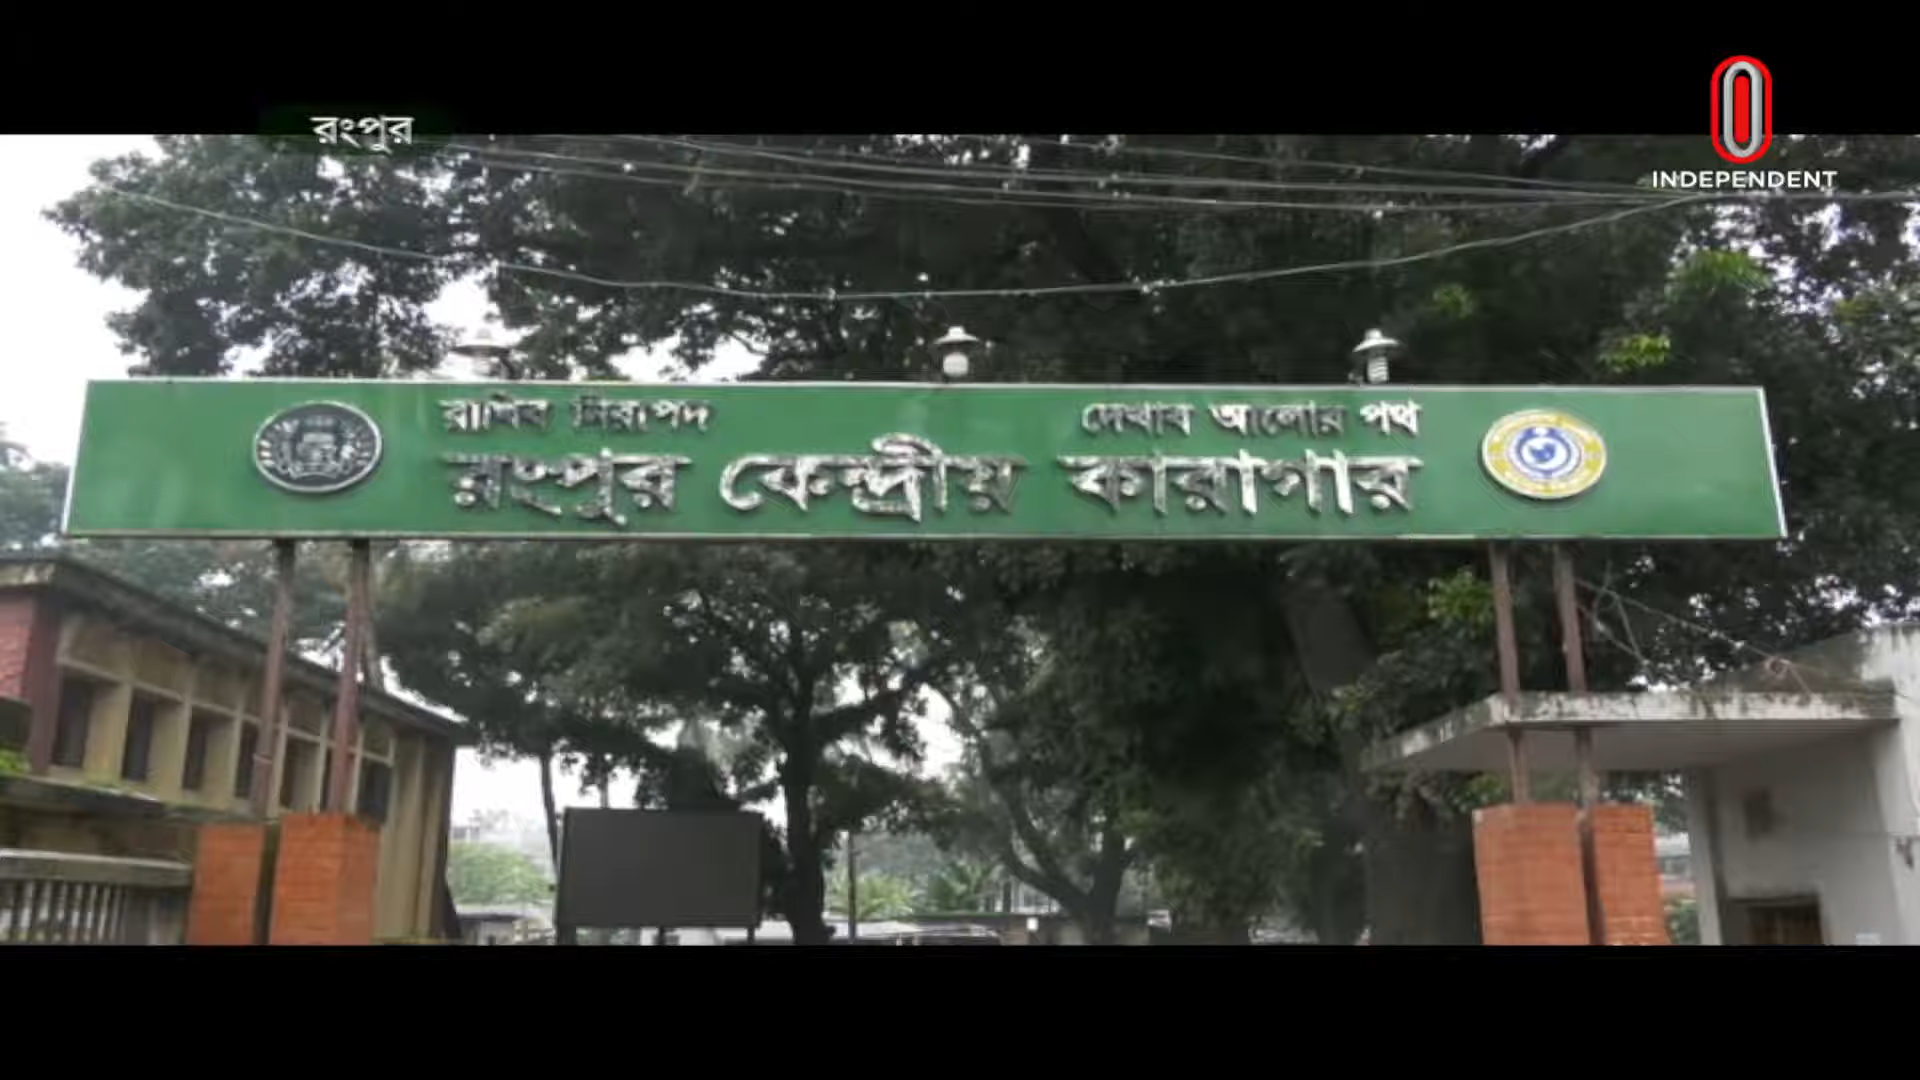 রংপুর
INDEPENDENT
রাখিব নিরাপদ দেখাব আলোর পথ
রংপুর কেন্দ্রীয় কারাগার